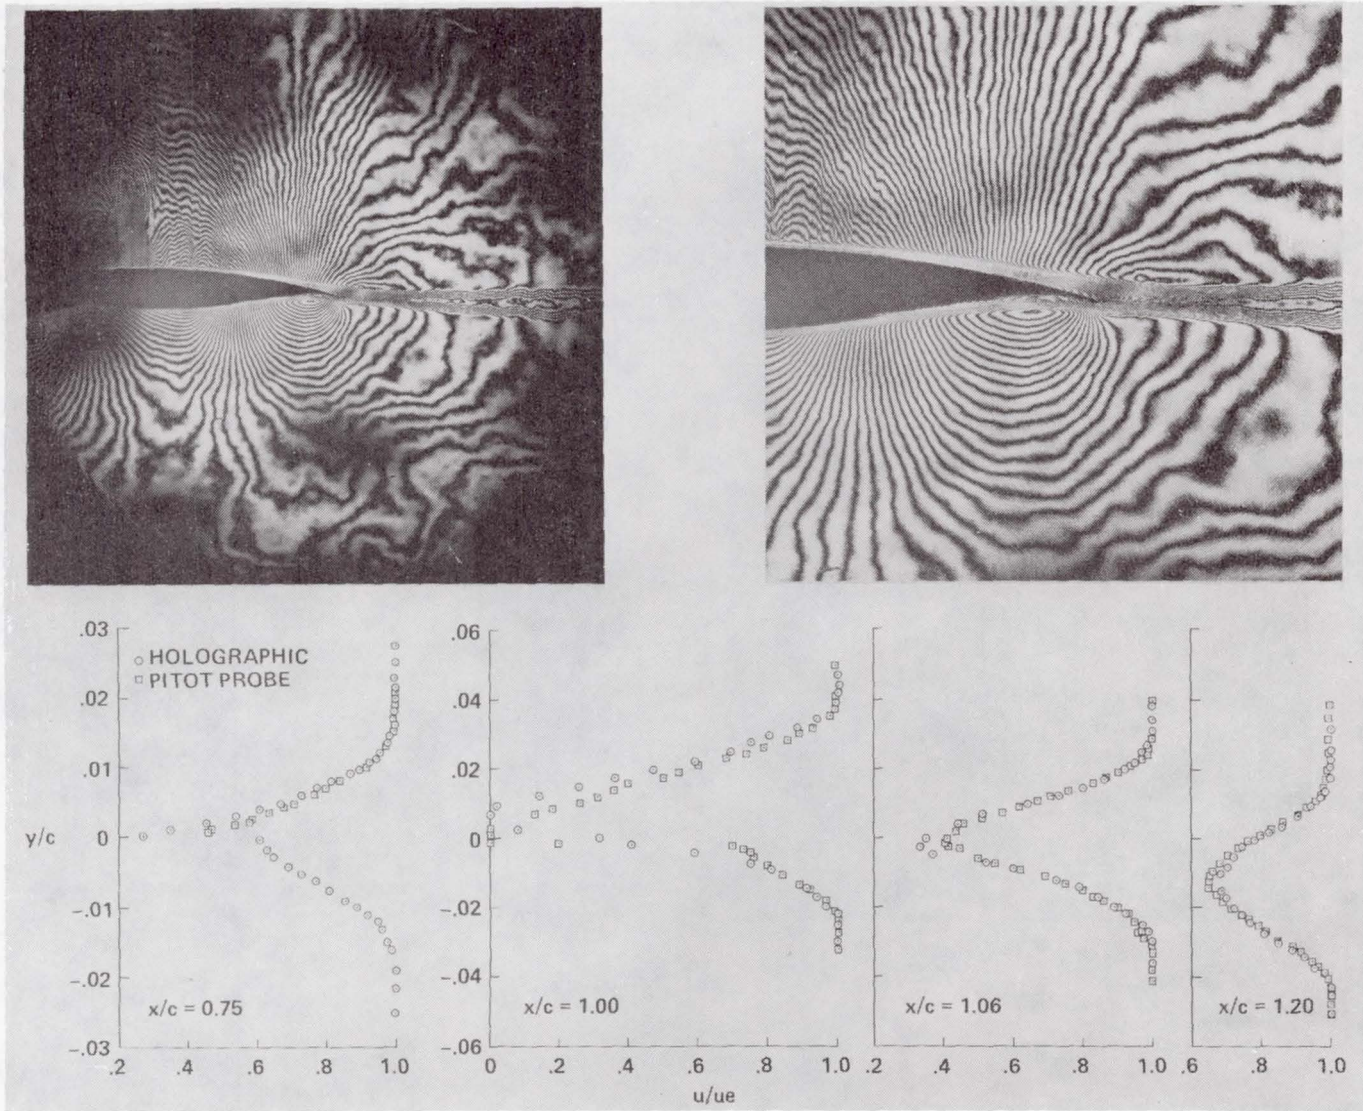 .03
.02
.01
0
-.01
-.02
-.03
y/c
○ HOLOGRAPHIC
□ PITOT PROBE
x/c = 0.75
.2 .4 .6 .8 1.0
.06
.04
.02
0
-.02
-.04
-.06
x/c = 1.00
0 .2 .4 .6 .8 1.0
x/c = 1.06
.2 .4 .6 .8 1.0
x/c = 1.20
.6 .8 1.0
u/ue